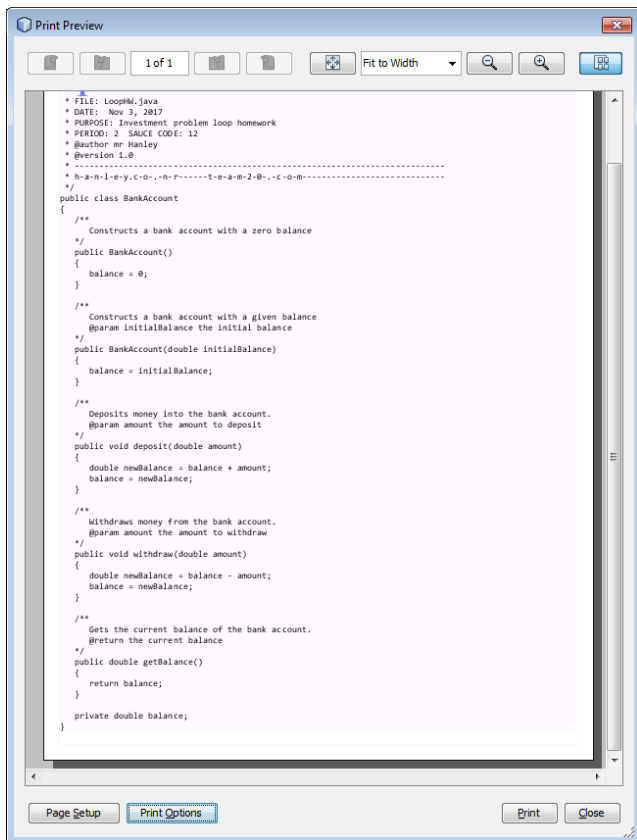 Print Preview
1 of 1
Fit to Width
* FILE: LoopHW.java
* DATE:  Nov 3, 2017
* PURPOSE: Investment problem loop homework
* PERIOD: 2  SAUCE CODE: 12
* @author mr Hanley
* @version 1.0
* -------------------------------------------------------------------
* h-a-n-l-e-y.c-o-.-n-r------t-e-a-m-2-0-.-c-o-m--------------------------
*/
public class BankAccount
{
   /**
      Constructs a bank account with a zero balance
   */
   public BankAccount()
   {
      balance = 0;
   }

   /**
      Constructs a bank account with a given balance
      @param initialBalance the initial balance
   */
   public BankAccount(double initialBalance)
   {
      balance = initialBalance;
   }

   /**
      Deposits money into the bank account.
      @param amount the amount to deposit
   */
   public void deposit(double amount)
   {
      double newBalance = balance + amount;
      balance = newBalance;
   }

   /**
      Withdraws money from the bank account.
      @param amount the amount to withdraw
   */
   public void withdraw(double amount)
   {
      double newBalance = balance - amount;
      balance = newBalance;
   }

   /**
      Gets the current balance of the bank account.
      @return the current balance
   */
   public double getBalance()
   {
      return balance;
   }

   private double balance;
}
Page Setup
Print Options
Print
Close